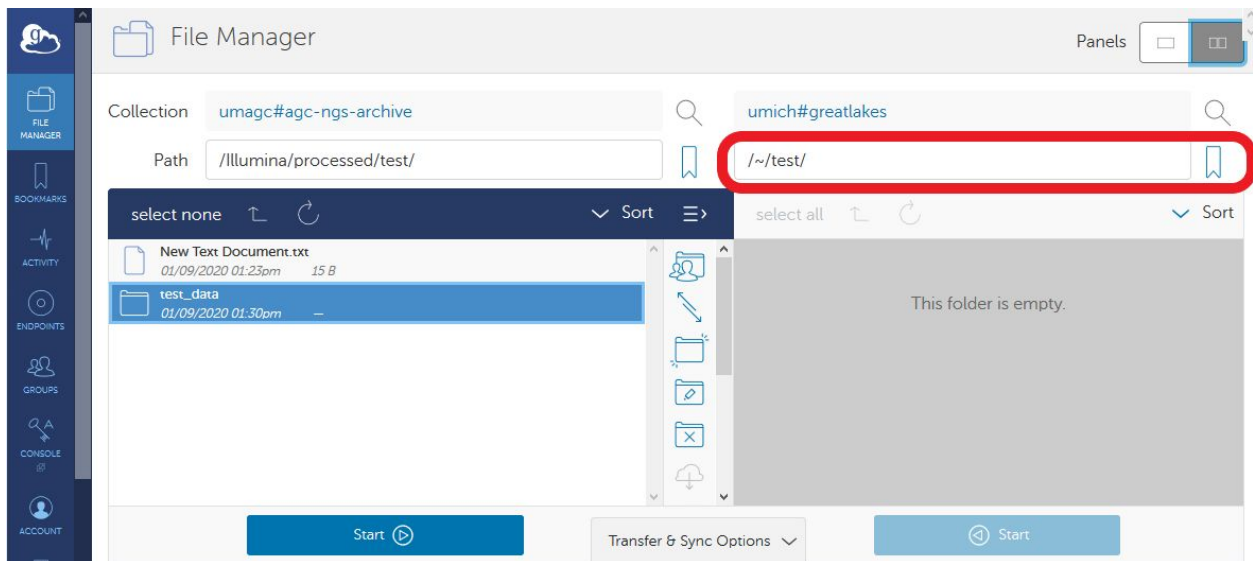 g
File Manager
Panels
FILE
MANAGER
BOOKMARKS
ACTIVITY
ENDPOINTS
GROUPS
CONSOLE
ACCOUNT
Collection umagc#agc-ngs-archive
umich#greatlakes
Path /Illumina/processed/test/
/~/test/
select none
Sort
select all
Sort
New Text Document.txt
01/09/2020 01:23pm 15 B
test_data
01/09/2020 01:30pm —
This folder is empty.
Start
Transfer & Sync Options
Start